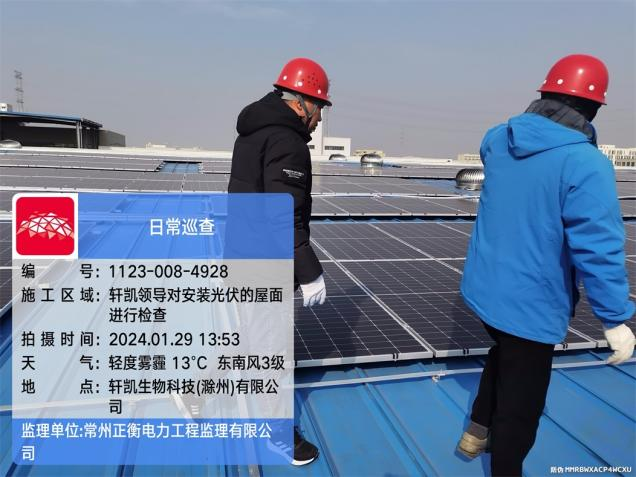 日常巡查
编 号：1123-008-4928
施工区域：轩凯领导对安装光伏的屋面
进行检查
拍摄时间：2024.01.29 13:53
天 气：轻度雾霾 13℃ 东南风3级
地 点：轩凯生物科技(滁州)有限公
司
监理单位:常州正衡电力工程监理有限公
司
防伪 MMRBWXACP4WCXU